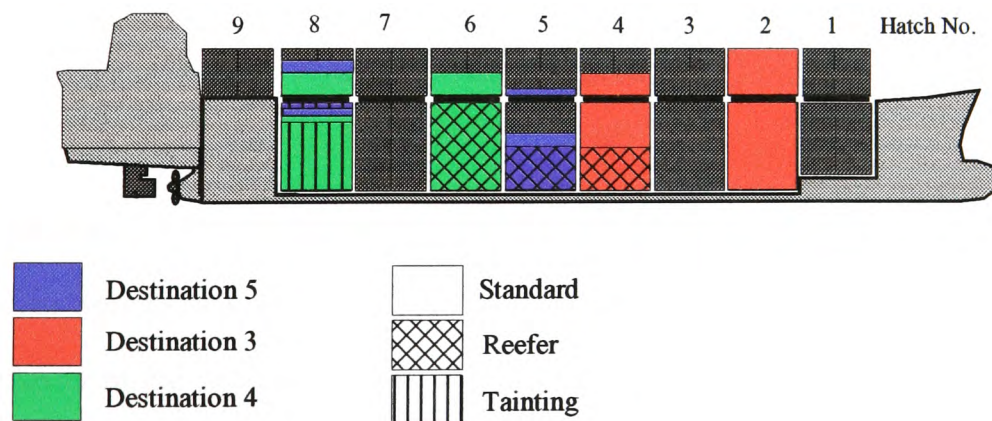 9 8 7 6 5 4 3 2 1 Hatch No.
Destination 5
Standard
Destination 3
Reefer
Destination 4
Tainting